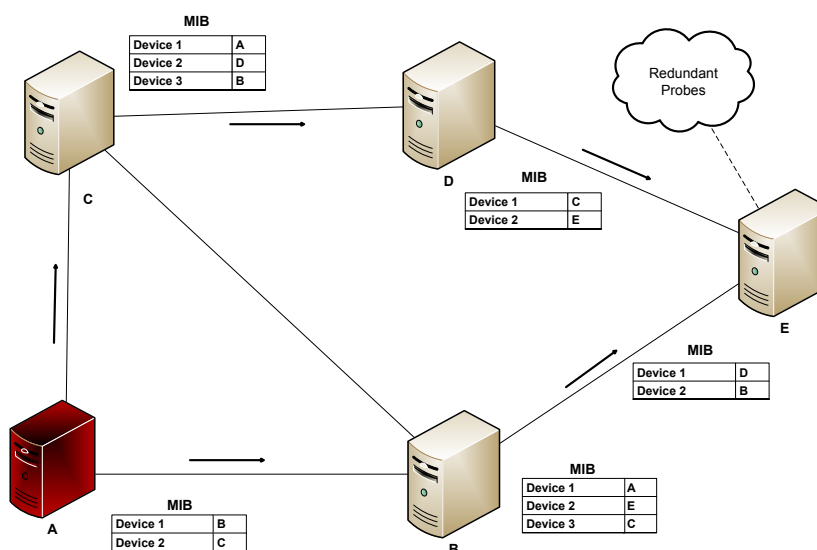 MIB
Device 1 A
Device 2 D
Device 3 B
Redundant
Probes
C
D
MIB
Device 1 C
Device 2 E
E
MIB
Device 1 D
Device 2 B
A
MIB
Device 1 B
Device 2 C
B
MIB
Device 1 A
Device 2 E
Device 3 C